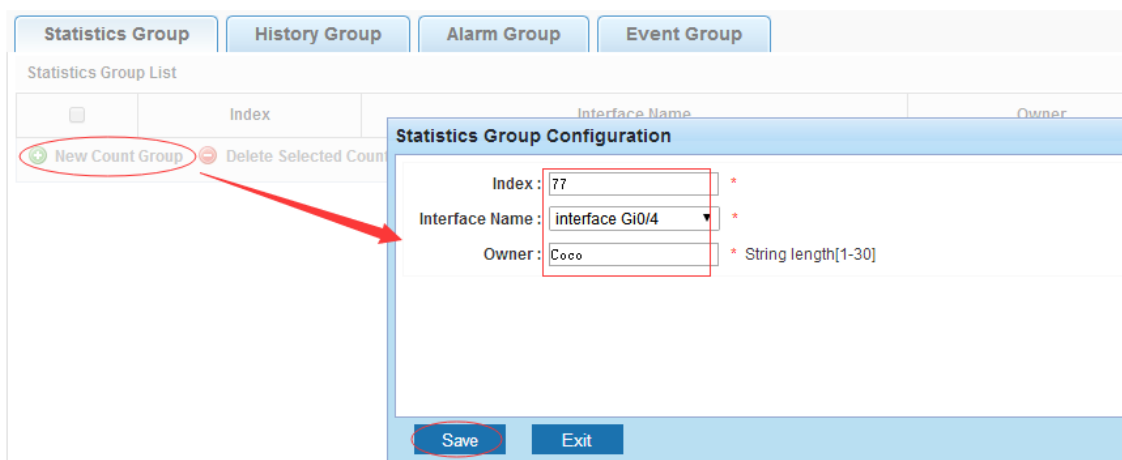 Statistics Group History Group Alarm Group Event Group
Statistics Group List
Index Interface Name Owner
New Count Group Delete Selected Coun
Statistics Group Configuration
Index : 77 *
Interface Name : interface Gi0/4 *
Owner : Coco * String length[1-30]
Save Exit